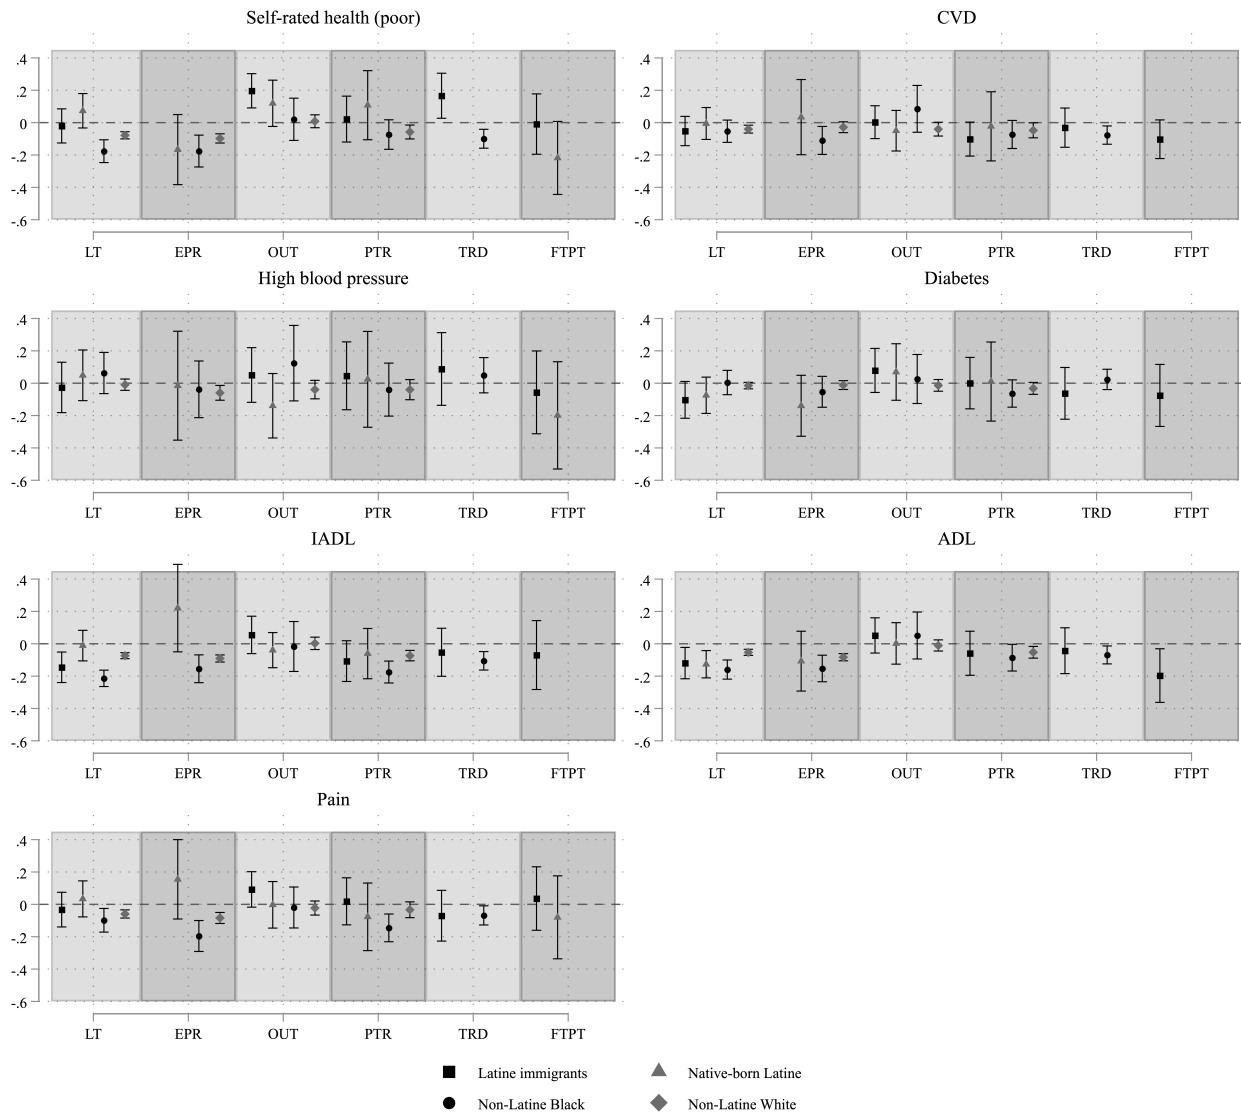 Self-rated health (poor)
.4
.2
0
-.2
-.4
-.6
LT EPR OUT PTR TRD FTPT
CVD
.4
.2
0
-.2
-.4
-.6
LT EPR OUT PTR TRD FTPT
High blood pressure
.4
.2
0
-.2
-.4
-.6
LT EPR OUT PTR TRD FTPT
Diabetes
.4
.2
0
-.2
-.4
-.6
LT EPR OUT PTR TRD FTPT
IADL
.4
.2
0
-.2
-.4
-.6
LT EPR OUT PTR TRD FTPT
ADL
.4
.2
0
-.2
-.4
-.6
LT EPR OUT PTR TRD FTPT
Pain
.4
.2
0
-.2
-.4
-.6
LT EPR OUT PTR TRD FTPT
Latine immigrants
Native-born Latine
Non-Latine Black
Non-Latine White